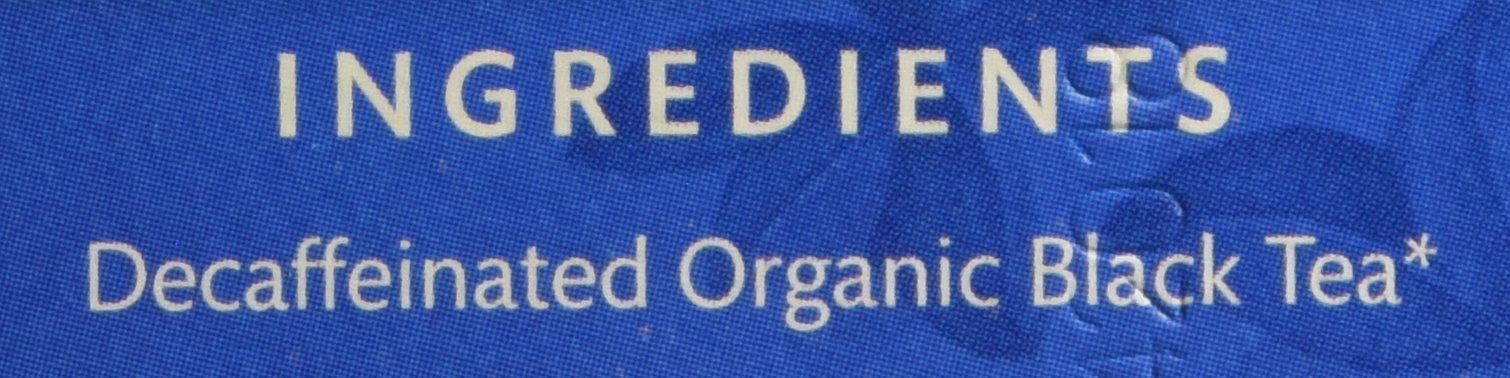 INGREDIENTS
Decaffeinated Organic Black Tea*